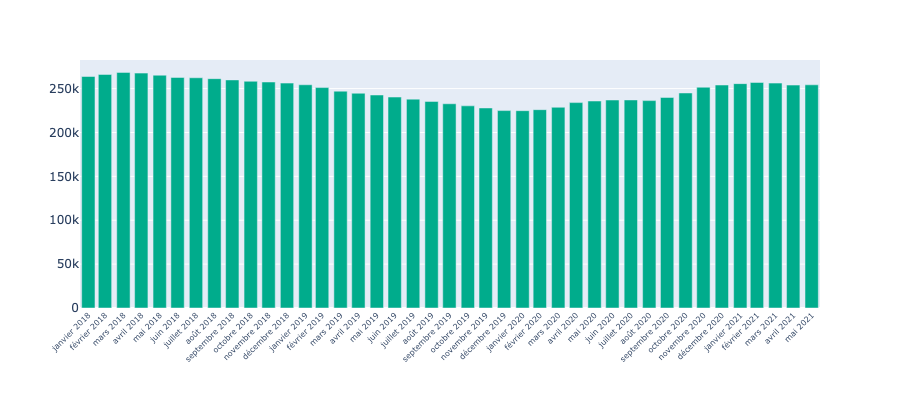 250k
200k
150k
100k
50k
0
janvier 2018
février 2018
mars 2018
avril 2018
mai 2018
juin 2018
juillet 2018
août 2018
septembre 2018
octobre 2018
novembre 2018
décembre 2018
janvier 2019
février 2019
mars 2019
avril 2019
mai 2019
juin 2019
juillet 2019
août 2019
septembre 2019
octobre 2019
novembre 2019
décembre 2019
janvier 2020
février 2020
mars 2020
avril 2020
mai 2020
juin 2020
juillet 2020
août 2020
septembre 2020
octobre 2020
novembre 2020
décembre 2020
janvier 2021
février 2021
mars 2021
avril 2021
mai 2021